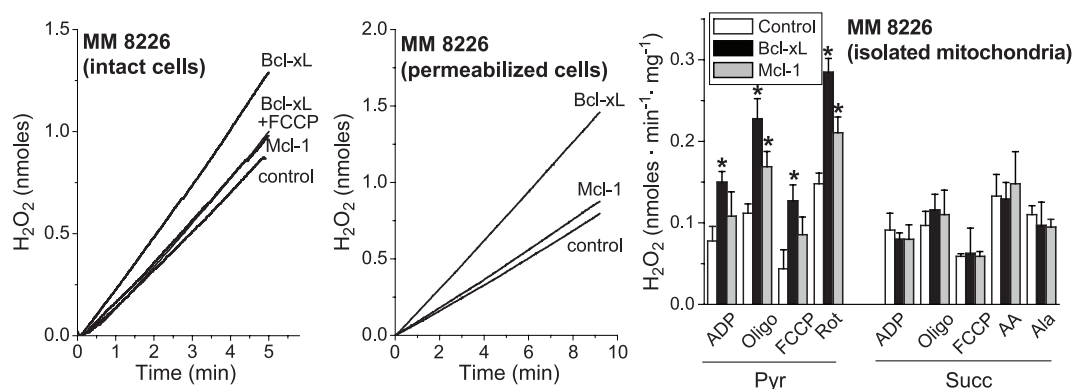 MM 8226
(intact cells)
Bcl-xL
Bcl-xL
+FCCP
Mcl-1
control
H₂O₂ (nmoles)
1.5
1.0
0.5
0.0
0 1 2 3 4 5
Time (min)
MM 8226
(permeabilized cells)
Bcl-xL
Mcl-1
control
H₂O₂ (nmoles)
2.0
1.5
1.0
0.50
0.0
0 2 4 6 8 10
Time (min)
Control
Bcl-xL
Mcl-1
MM 8226
(isolated mitochondria)
* * * * * *
H₂O₂ (nmoles · min⁻¹· mg⁻¹)
0.3
0.2
0.1
0.0
ADP Oligo FCCP Rot ADP Oligo FCCP AA Ala
Pyr Succ